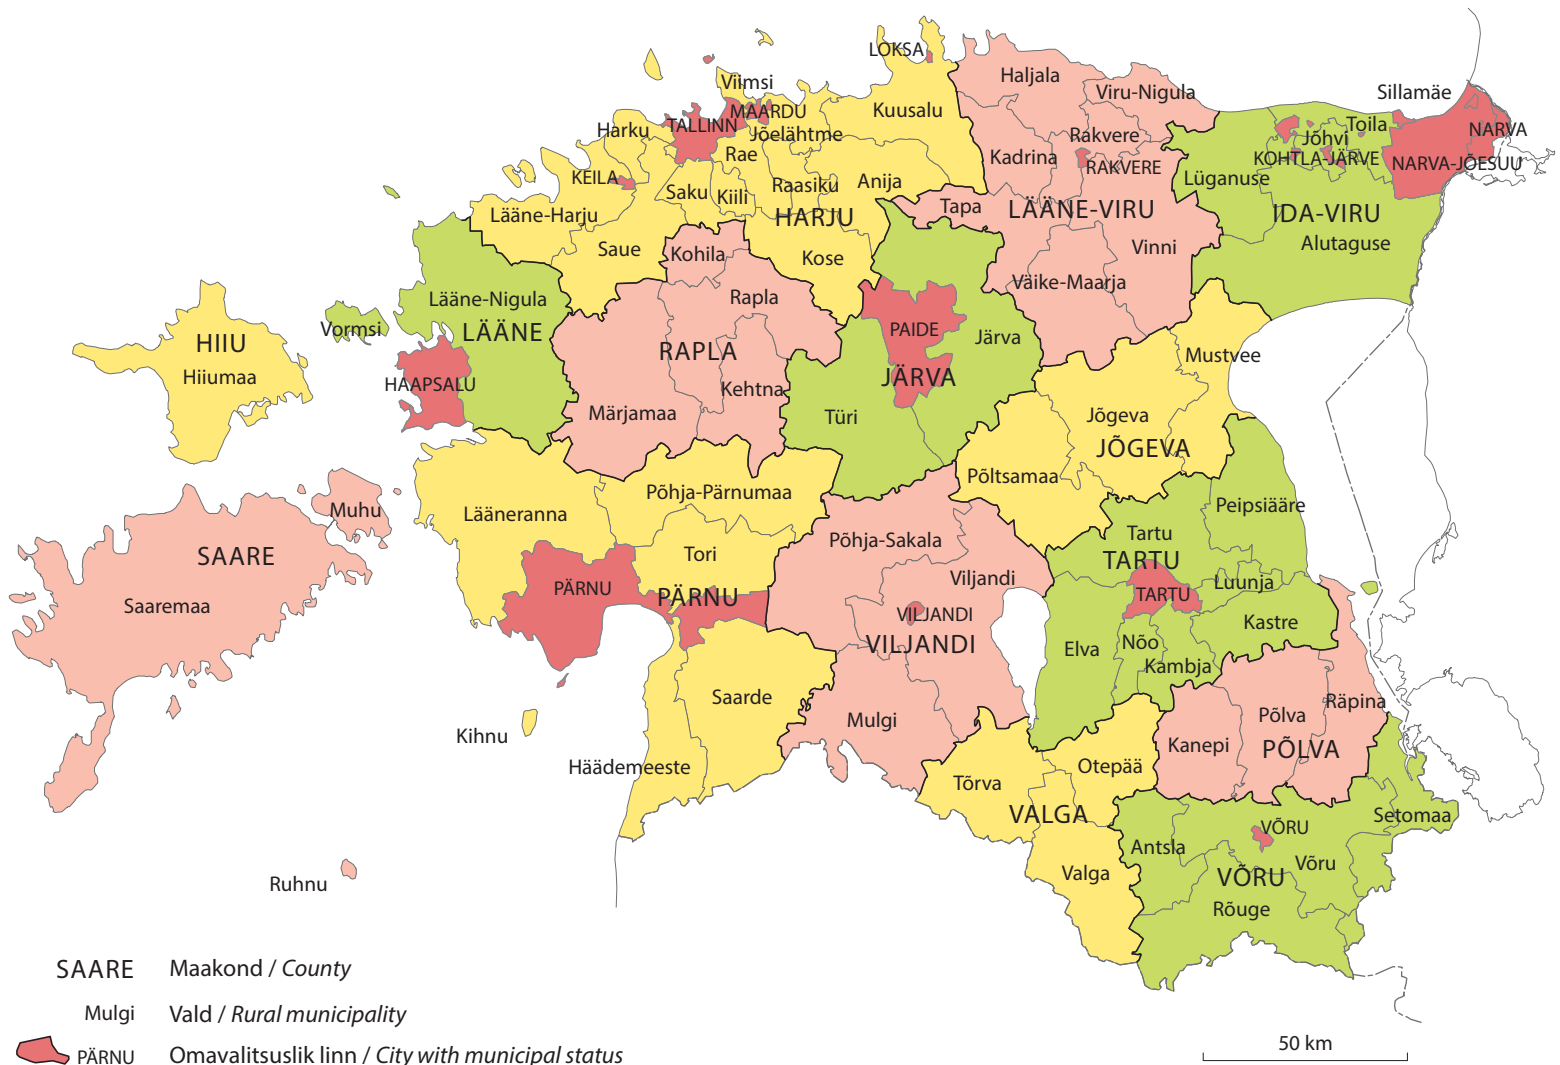 LOKSA
Haljala
Viimsi
Viru-Nigula
Sillamäe
MAARDU
Kuusalu
TALLINN
Harku
Jõelähtme
Rakvere
Jõhvi
Toila
NARVA
Rae
Kadrina
RAKVERE
KOHTLA-JÄRVE
NARVA-JÕESUU
KEILA
Saku
Kiili
Raasiku
Anija
Lüganuse
Lääne-Harju
HARJU
Tapa
LÄÄNE-VIRU
IDA-VIRU
Saue
Kohila
Kose
Vinni
Alutaguse
Väike-Maarja
Lääne-Nigula
Rapla
Vormsi
LÄÄNE
PAIDE
Järva
HIIU
RAPLA
Mustvee
Hiiumaa
HAAPSALU
Kehtna
JÄRVA
Märjamaa
Türi
Jõgeva
JÕGEVA
Põltsamaa
Põhja-Pärnumaa
Muhu
Lääneranna
Peipsiääre
Põhja-Sakala
Tartu
SAARE
Tori
TARTU
Viljandi
Luunja
PÄRNU
PÄRNU
TARTU
Saaremaa
VILJANDI
Kastre
VILJANDI
Elva
Nõo
Kambja
Saarde
Räpina
Mulgi
Põlva
Kihnu
Kanepi
PÕLVA
Häädemeeste
Otepää
Tõrva
VALGA
Setomaa
VÕRU
Antsla
Võru
Valga
VÕRU
Ruhnu
Rõuge
SAARE Maakond / County
Mulgi Vald / Rural municipality
PÄRNU Omavalitsuslik linn / City with municipal status
50 km